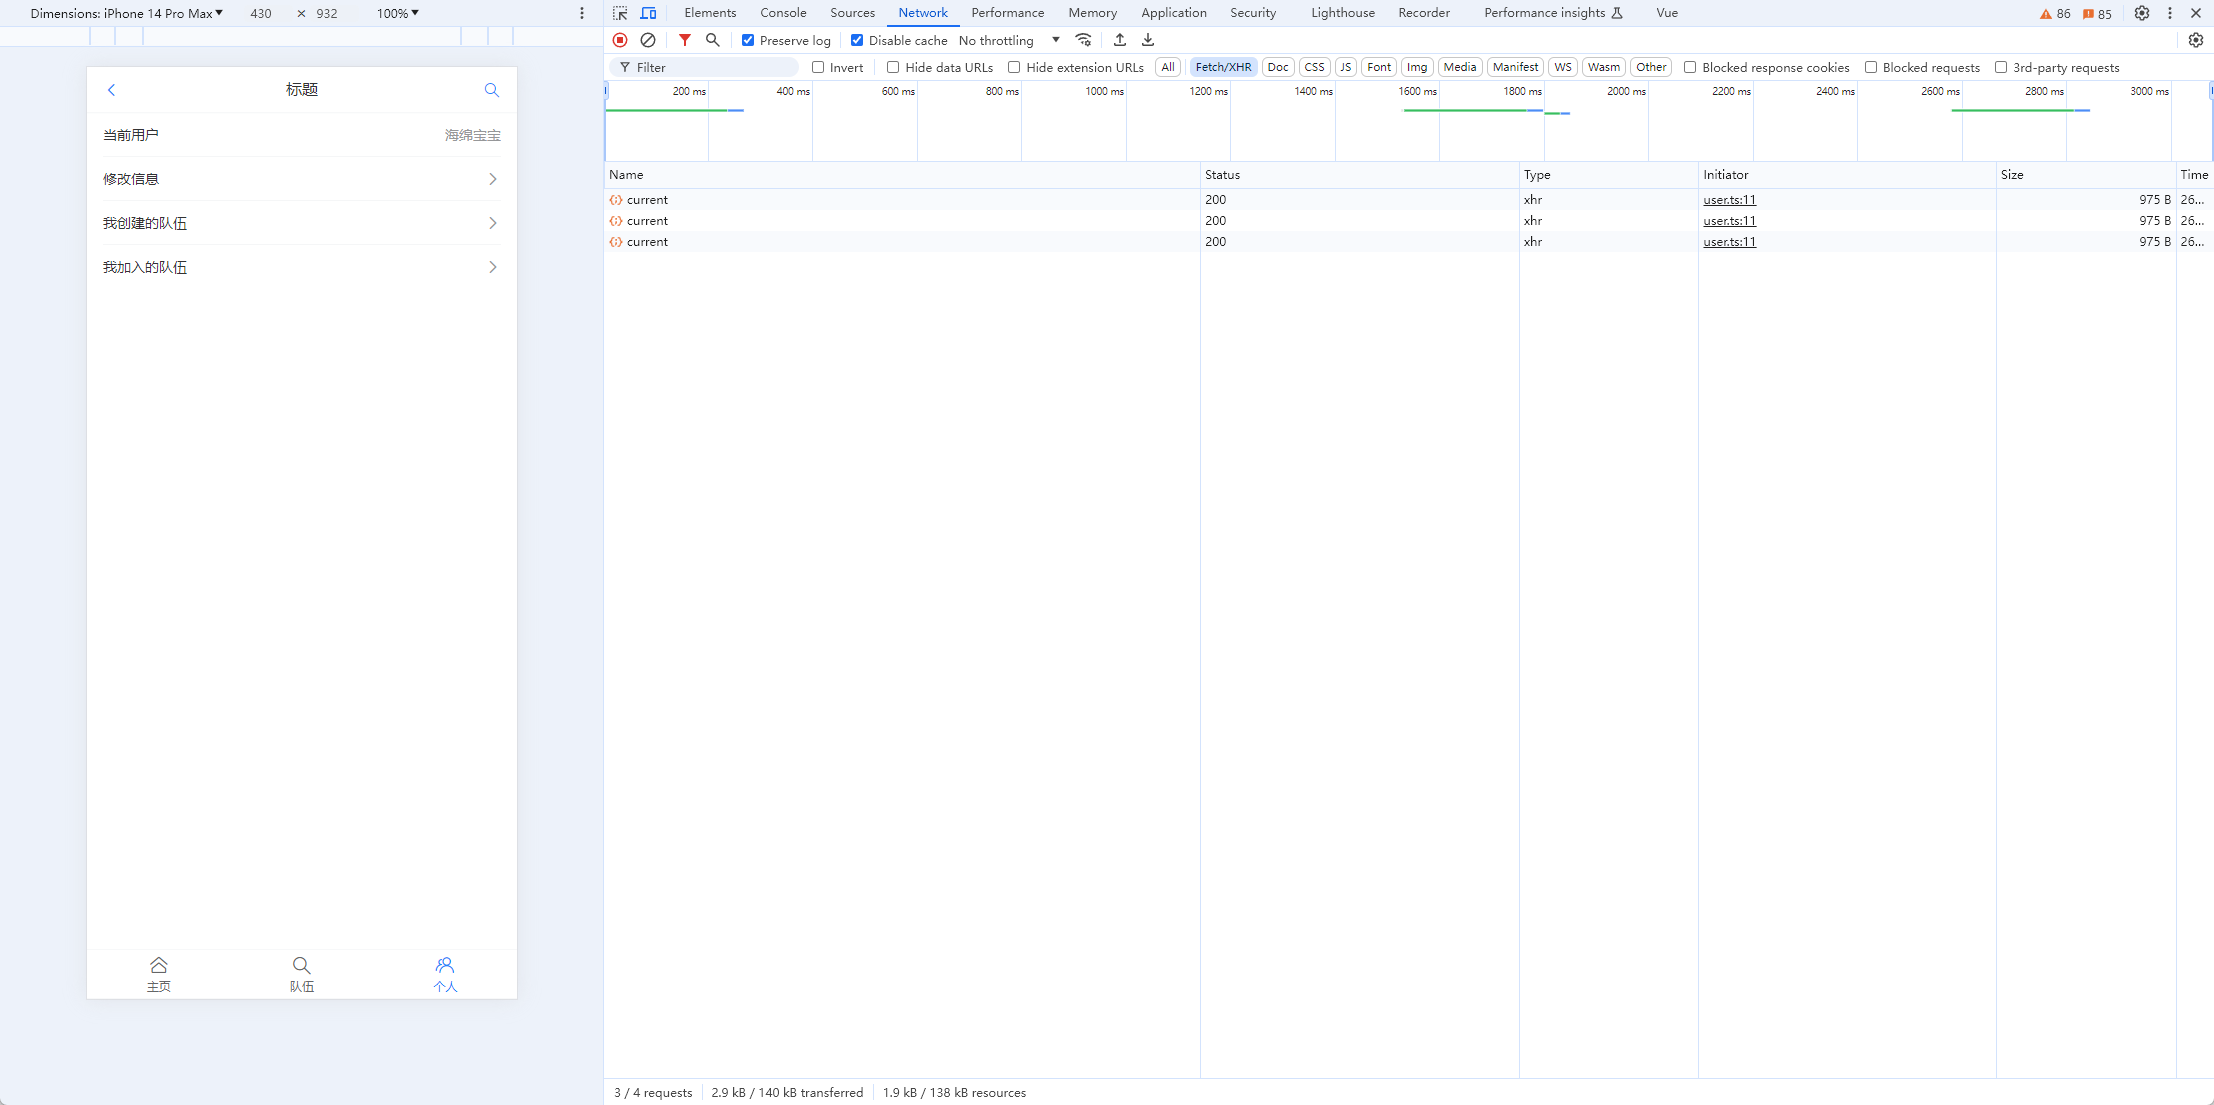 Dimensions: iPhone 14 Pro Max 430 × 932 100%
标题
当前用户 海绵宝宝
修改信息
我创建的队伍
我加入的队伍
主页 队伍 个人
Elements Console Sources Network Performance Memory Application Security Lighthouse Recorder Performance insights Vue 86 85
Preserve log Disable cache No throttling
Filter Invert Hide data URLs Hide extension URLs All Fetch/XHR Doc CSS JS Font Img Media Manifest WS Wasm Other Blocked response cookies Blocked requests 3rd-party requests
200 ms 400 ms 600 ms 800 ms 1000 ms 1200 ms 1400 ms 1600 ms 1800 ms 2000 ms 2200 ms 2400 ms 2600 ms 2800 ms 3000 ms
Name Status Type Initiator Size Time
current 200 xhr user.ts:11 975 B 26...
current 200 xhr user.ts:11 975 B 26...
current 200 xhr user.ts:11 975 B 26...
3 / 4 requests 2.9 kB / 140 kB transferred 1.9 kB / 138 kB resources